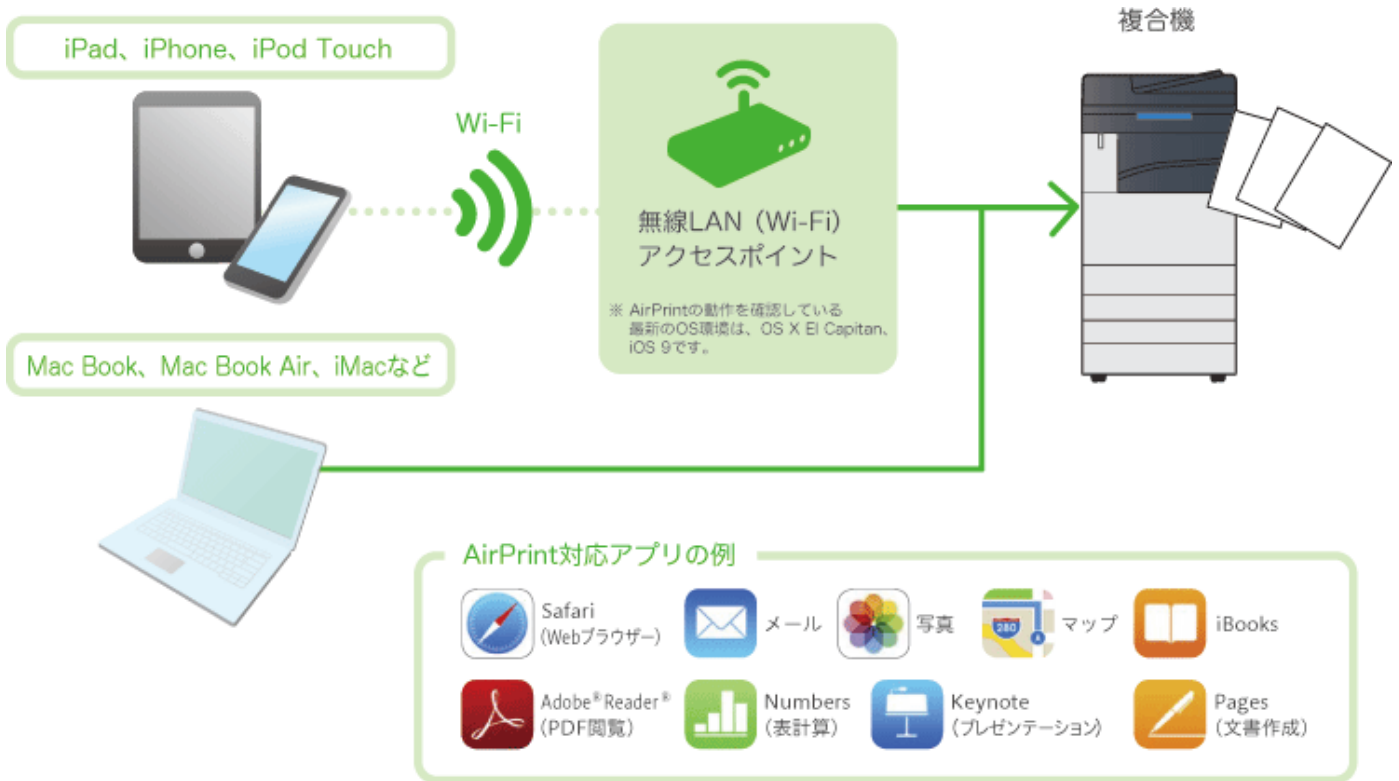 複合機
iPad、iPhone、iPod Touch
Wi-Fi
無線LAN（Wi-Fi）
アクセスポイント
※ AirPrintの動作を確認している
最新のOS環境は、OS X El Capitan、
iOS 9です。
Mac Book、Mac Book Air、iMacなど
AirPrint対応アプリの例
Safari
（Webブラウザー）
メール
写真
280
マップ
iBooks
Adobe® Reader®
（PDF閲覧）
Numbers
（表計算）
Keynote
（プレゼンテーション）
Pages
（文書作成）